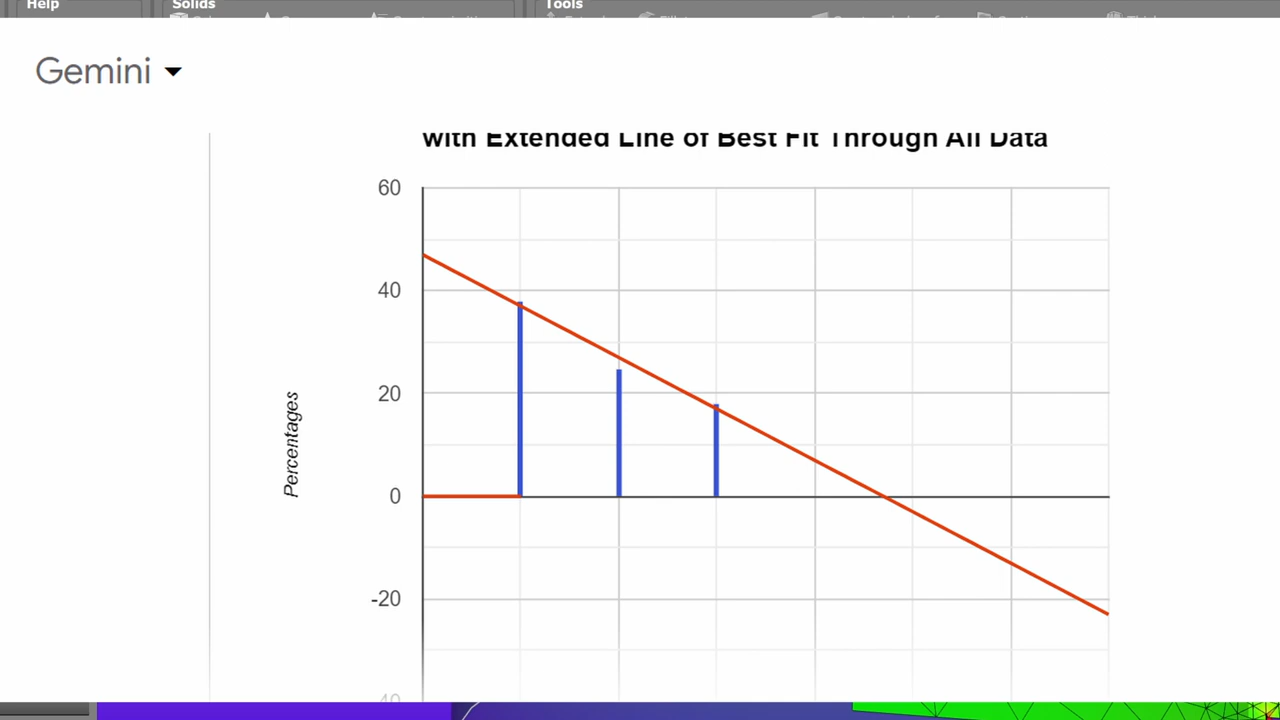 Help Solids Tools
Gemini
with Extended Line of Best Fit Through All Data
60
40
20
0
-20
Percentages